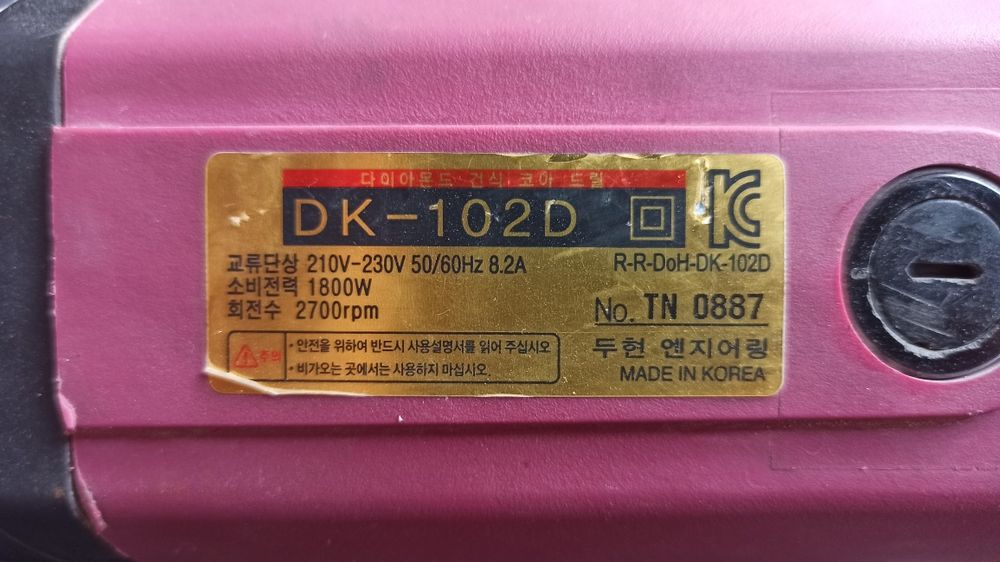 다이아몬드 건식 코아 드릴
DK-102D
KC
교류단상 210V-230V 50/60Hz 8.2A
R-R-DoH-DK-102D
소비전력 1800W
회전수 2700rpm
No. TN 0887
주의
・안전을 위하여 반드시 사용설명서를 읽어 주십시오
・비가오는 곳에서는 사용하지 마십시오.
두현 엔지어링
MADE IN KOREA